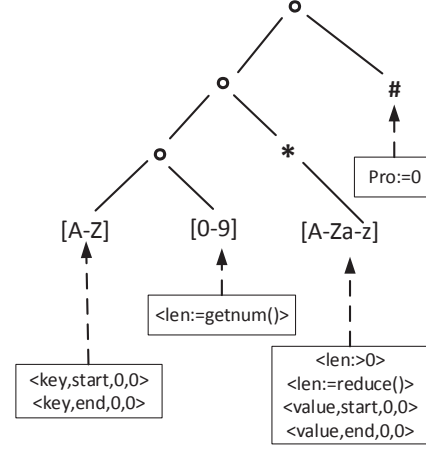 #
*
Pro:=0
[A-Z]
[0-9]
[A-Za-z]
<len:=getnum()>
<key,start,0,0>
<key,end,0,0>
<len:>0>
<len:=reduce()>
<value,start,0,0>
<value,end,0,0>